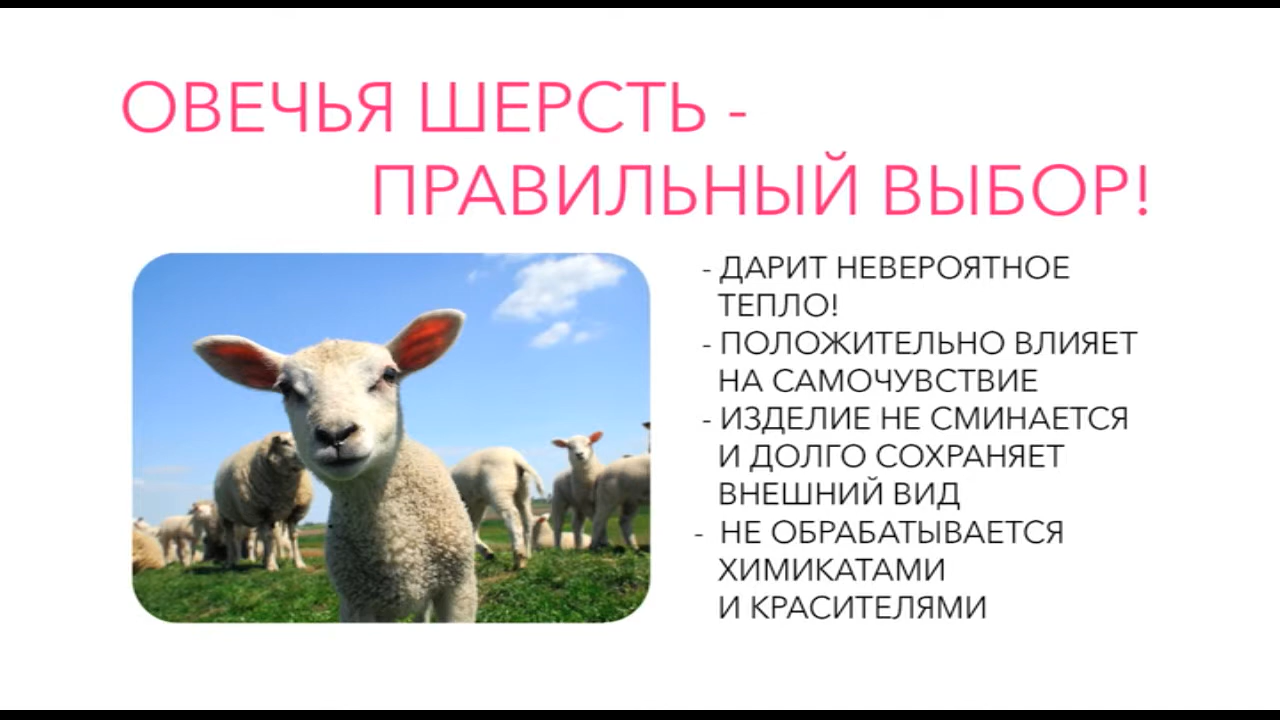 ОВЕЧЬЯ ШЕРСТЬ -
ПРАВИЛЬНЫЙ ВЫБОР!
- ДАРИТ НЕВЕРОЯТНОЕ
ТЕПЛО!
- ПОЛОЖИТЕЛЬНО ВЛИЯЕТ
НА САМОЧУВСТВИЕ
- ИЗДЕЛИЕ НЕ СМИНАЕТСЯ
И ДОЛГО СОХРАНЯЕТ
ВНЕШНИЙ ВИД
- НЕ ОБРАБАТЫВАЕТСЯ
ХИМИКАТАМИ
И КРАСИТЕЛЯМИ